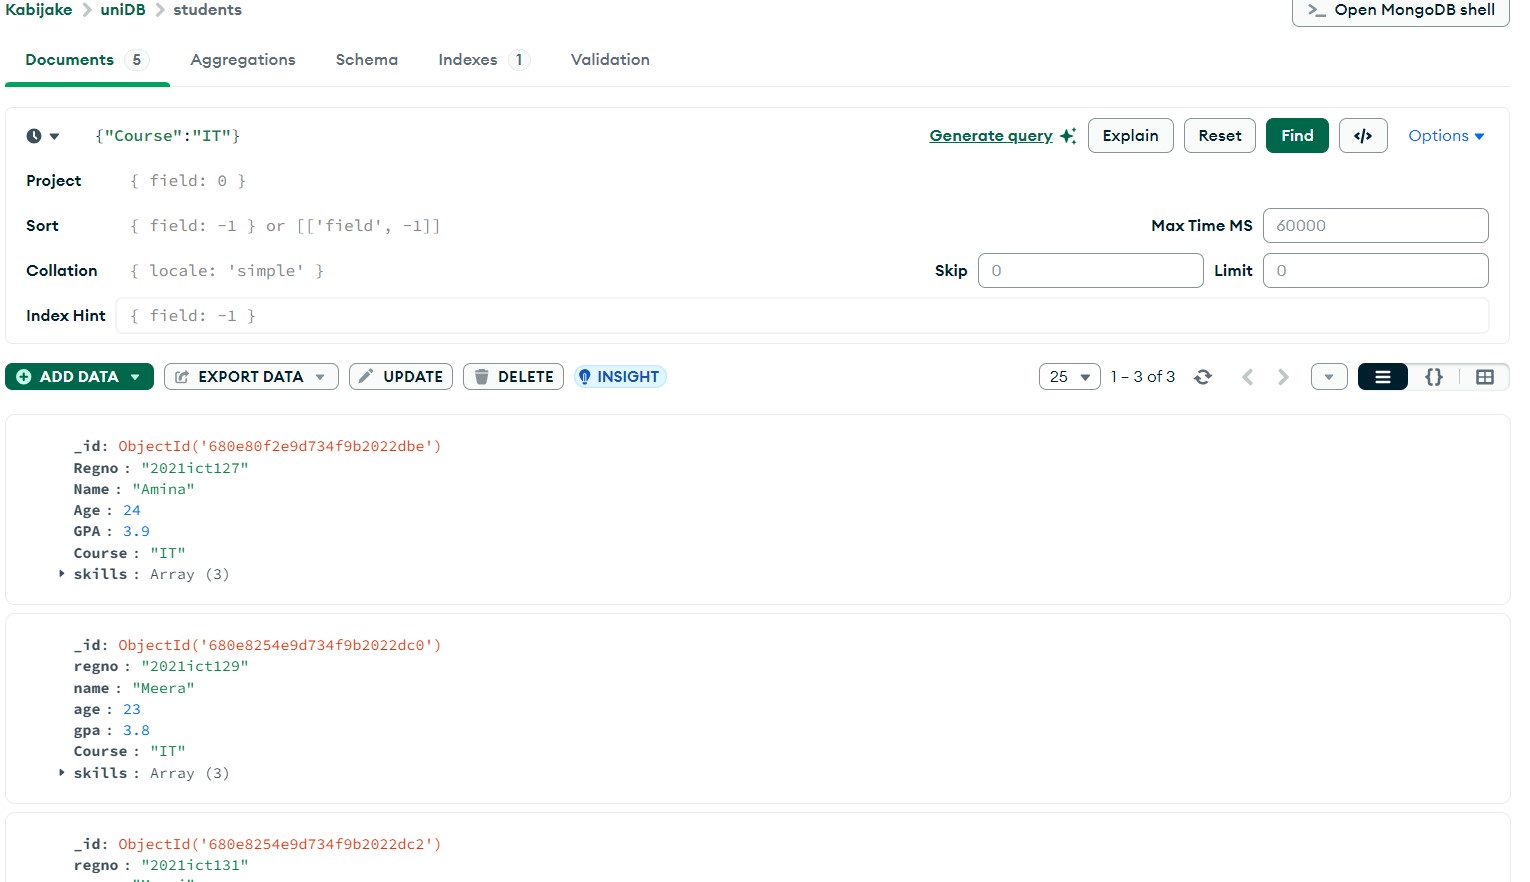 Kabijake > uniDB > students
>_ Open MongoDB shell
Documents 5 Aggregations Schema Indexes 1 Validation
{"Course":"IT"}
Generate query Explain Reset Find </> Options
Project { field: 0 }
Sort { field: -1 } or [['field', -1]]
Max Time MS 60000
Collation { locale: 'simple' }
Skip 0 Limit 0
Index Hint { field: -1 }
ADD DATA EXPORT DATA UPDATE DELETE INSIGHT
25 1 – 3 of 3 {}
_id: ObjectId('680e80f2e9d734f9b2022dbe')
Regno : "2021ict127"
Name : "Amina"
Age : 24
GPA : 3.9
Course : "IT"
skills : Array (3)
_id: ObjectId('680e8254e9d734f9b2022dc0')
regno : "2021ict129"
name : "Meera"
age : 23
gpa : 3.8
Course : "IT"
skills : Array (3)
_id: ObjectId('680e8254e9d734f9b2022dc2')
regno : "2021ict131"